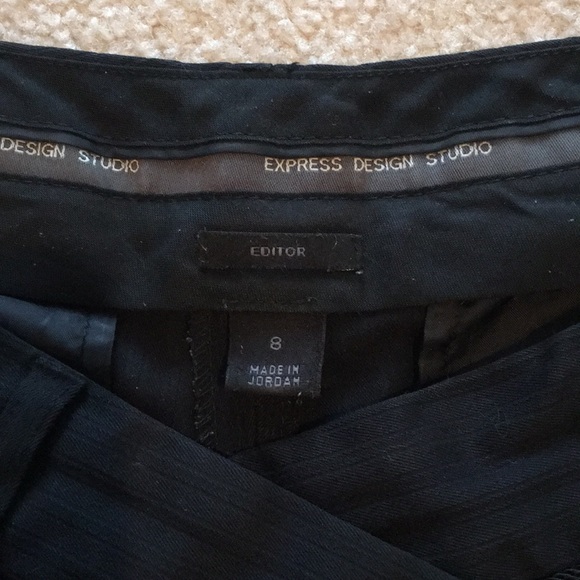 DESIGN STUDIO EXPRESS DESIGN STUDIO
EDITOR
8
MADE IN
JORDAN